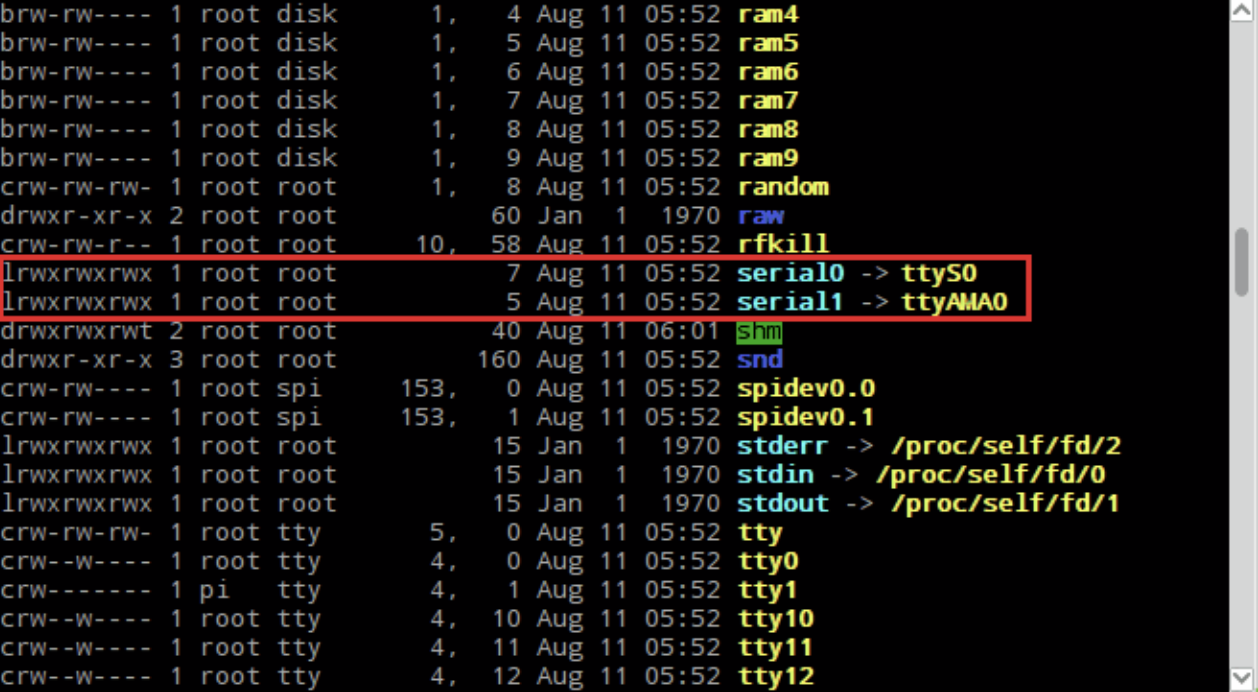 brw-rw---- 1 root disk      1,   4 Aug 11 05:52 ram4
brw-rw---- 1 root disk      1,   5 Aug 11 05:52 ram5
brw-rw---- 1 root disk      1,   6 Aug 11 05:52 ram6
brw-rw---- 1 root disk      1,   7 Aug 11 05:52 ram7
brw-rw---- 1 root disk      1,   8 Aug 11 05:52 ram8
brw-rw---- 1 root disk      1,   9 Aug 11 05:52 ram9
crw-rw-rw- 1 root root      1,   8 Aug 11 05:52 random
drwxr-xr-x 2 root root          60 Jan  1  1970 raw
crw-rw-r-- 1 root root     10,  58 Aug 11 05:52 rfkill
lrwxrwxrwx 1 root root           7 Aug 11 05:52 serial0 -> ttyS0
lrwxrwxrwx 1 root root           5 Aug 11 05:52 serial1 -> ttyAMA0
drwxrwxrwt 2 root root          40 Aug 11 06:01 shm
drwxr-xr-x 3 root root         160 Aug 11 05:52 snd
crw-rw---- 1 root spi     153,   0 Aug 11 05:52 spidev0.0
crw-rw---- 1 root spi     153,   1 Aug 11 05:52 spidev0.1
lrwxrwxrwx 1 root root          15 Jan  1  1970 stderr -> /proc/self/fd/2
lrwxrwxrwx 1 root root          15 Jan  1  1970 stdin -> /proc/self/fd/0
lrwxrwxrwx 1 root root          15 Jan  1  1970 stdout -> /proc/self/fd/1
crw-rw-rw- 1 root tty       5,   0 Aug 11 05:52 tty
crw--w---- 1 root tty       4,   0 Aug 11 05:52 tty0
crw------- 1 pi   tty       4,   1 Aug 11 05:52 tty1
crw--w---- 1 root tty       4,  10 Aug 11 05:52 tty10
crw--w---- 1 root tty       4,  11 Aug 11 05:52 tty11
crw--w---- 1 root tty       4,  12 Aug 11 05:52 tty12